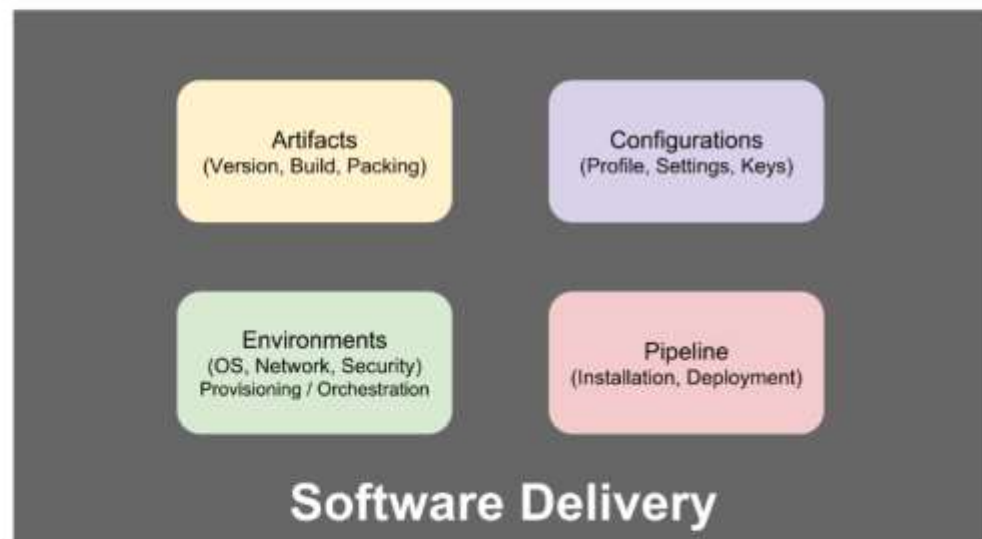 Artifacts
(Version, Build, Packing)
Configurations
(Profile, Settings, Keys)
Environments
(OS, Network, Security)
Provisioning / Orchestration
Pipeline
(Installation, Deployment)
Software Delivery